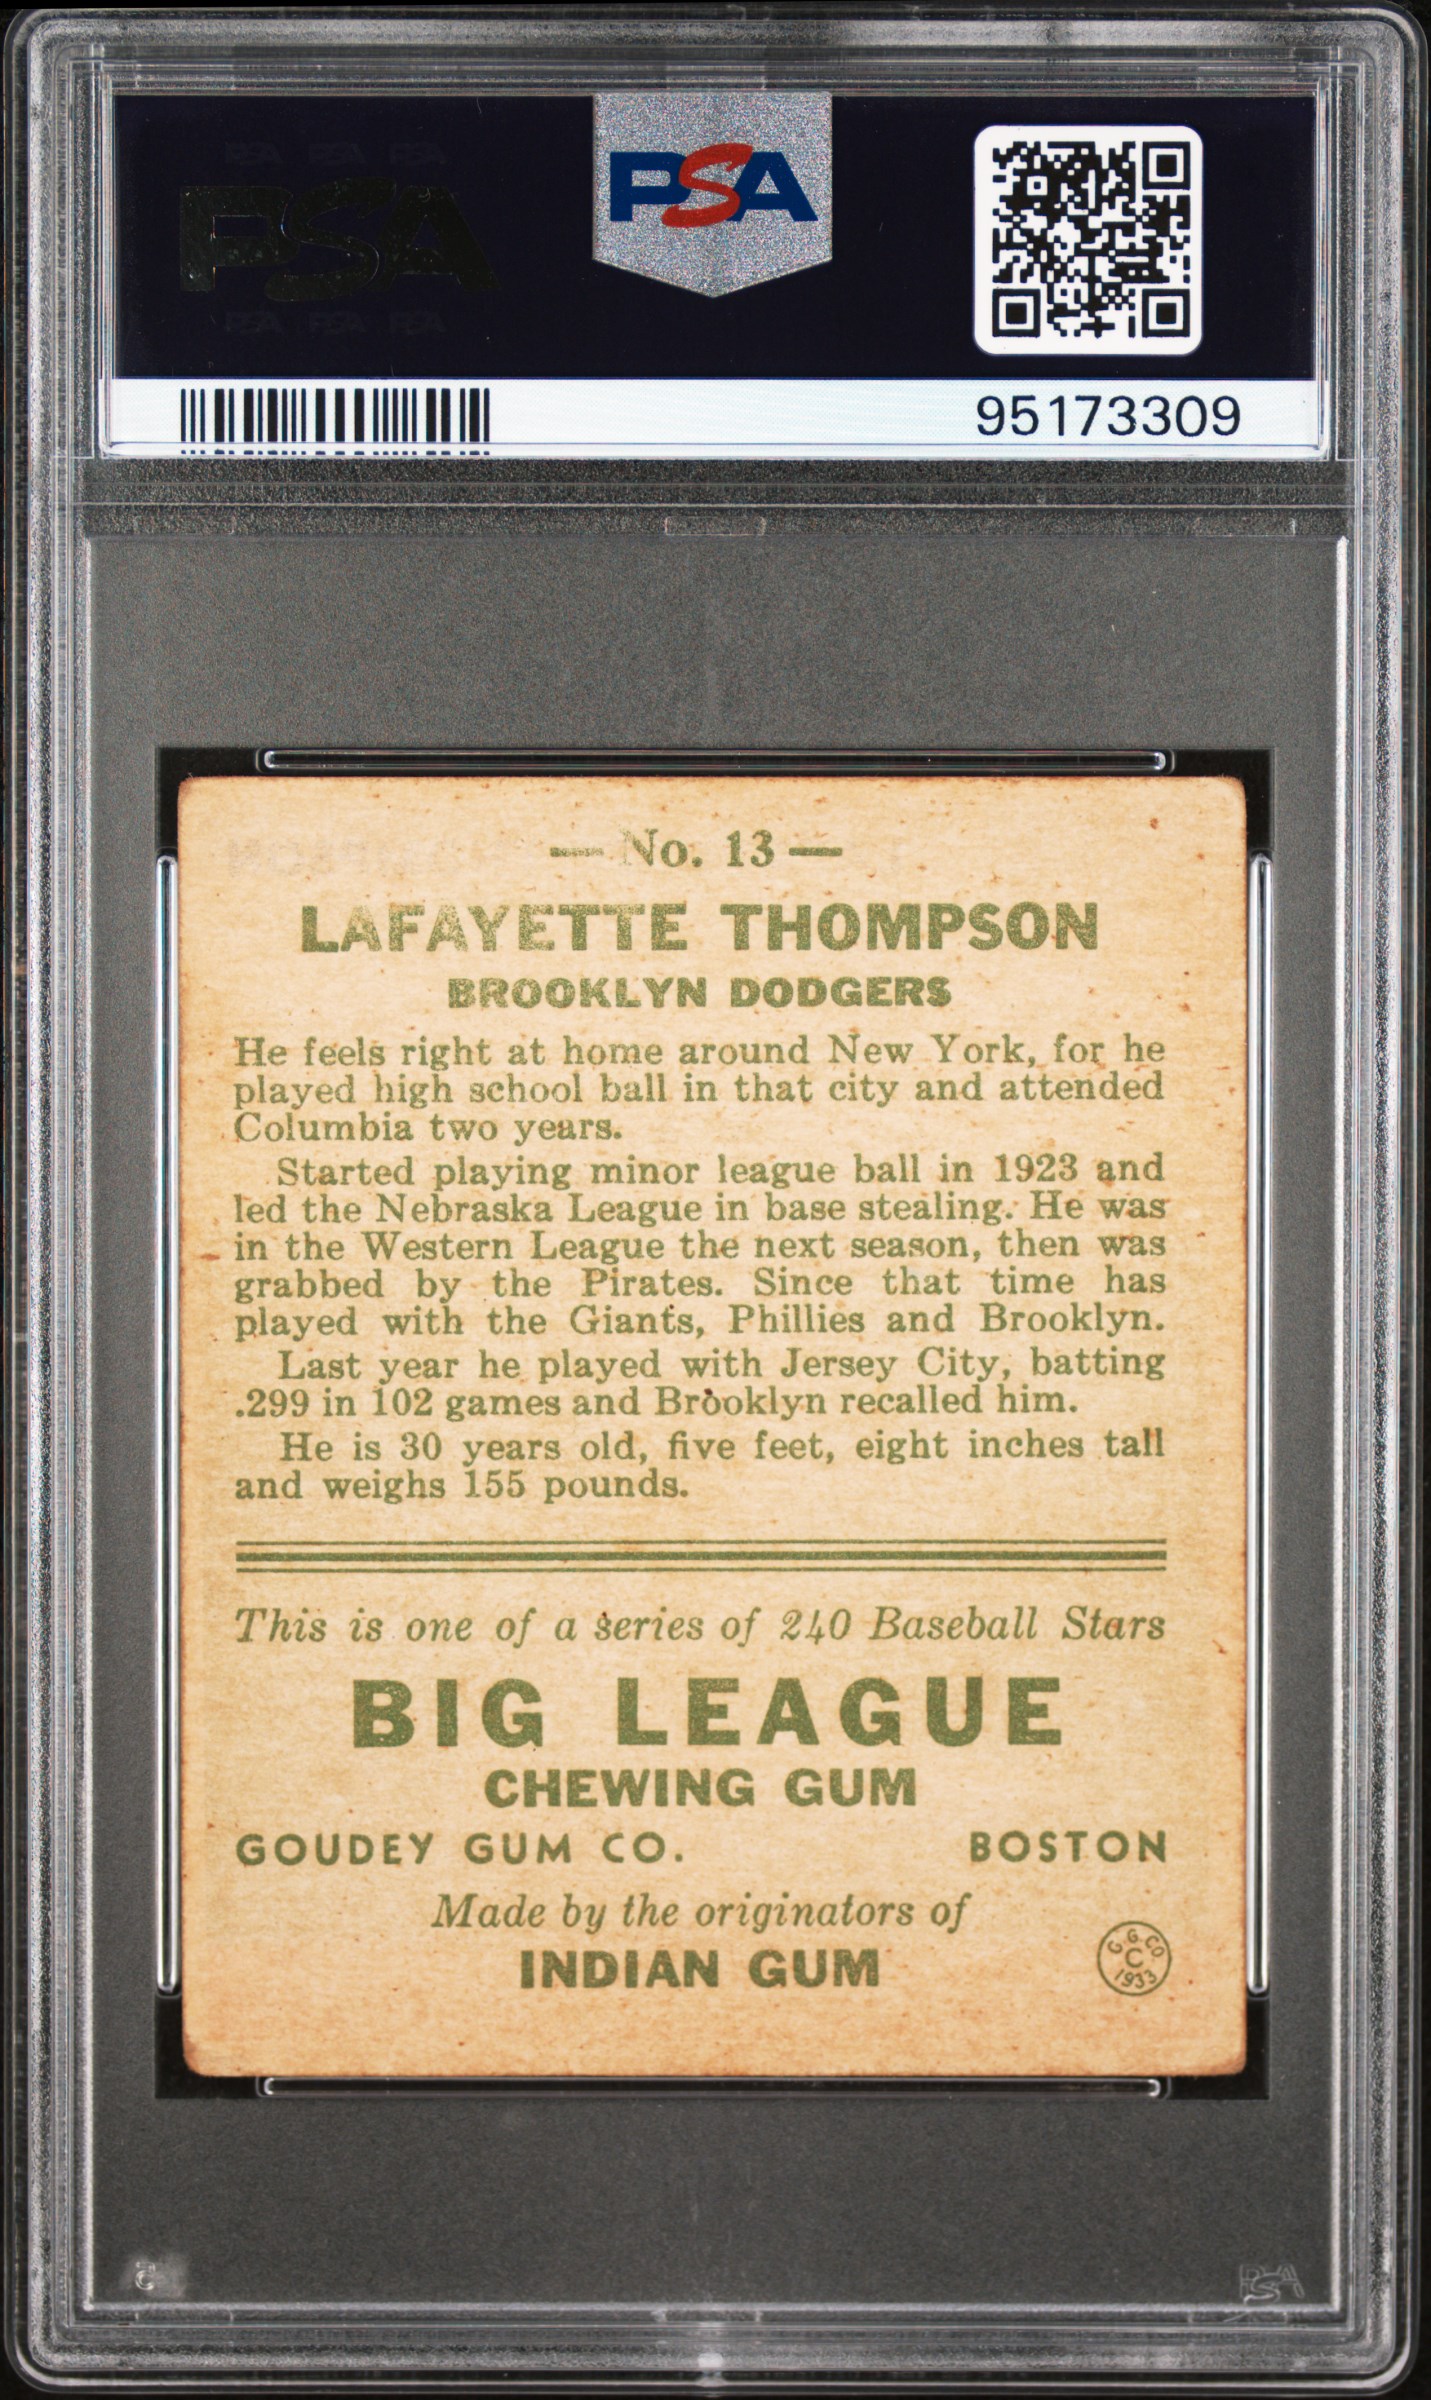 PSA
PSA
95173309
— No. 13 —
LAFAYETTE THOMPSON
BROOKLYN DODGERS
He feels right at home around New York, for he
played high school ball in that city and attended
Columbia two years.
Started playing minor league ball in 1923 and
led the Nebraska League in base stealing. He was
in the Western League the next season, then was
grabbed by the Pirates. Since that time has
played with the Giants, Phillies and Brooklyn.
Last year he played with Jersey City, batting
.299 in 102 games and Brooklyn recalled him.
He is 30 years old, five feet, eight inches tall
and weighs 155 pounds.
This is one of a series of 240 Baseball Stars
BIG LEAGUE
CHEWING GUM
GOUDEY GUM CO. BOSTON
Made by the originators of
INDIAN GUM
G. G. CO
C
1933
PSA